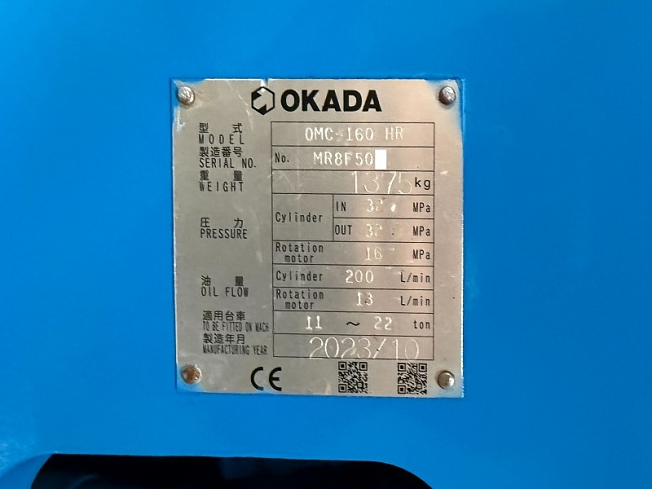 OKADA
型式 MODEL OMC-160 HR
製造番号 SERIAL NO. No. MR8F50
重量 WEIGHT 1375 kg
圧力 PRESSURE Cylinder IN MPa
OUT MPa
Rotation motor 16 MPa
油量 OIL FLOW Cylinder 200 L/min
Rotation motor 13 L/min
適用台車 TO BE FITTED ON MACH 11 ~ 22 ton
製造年月 MANUFACTURING YEAR 2023/10
CE